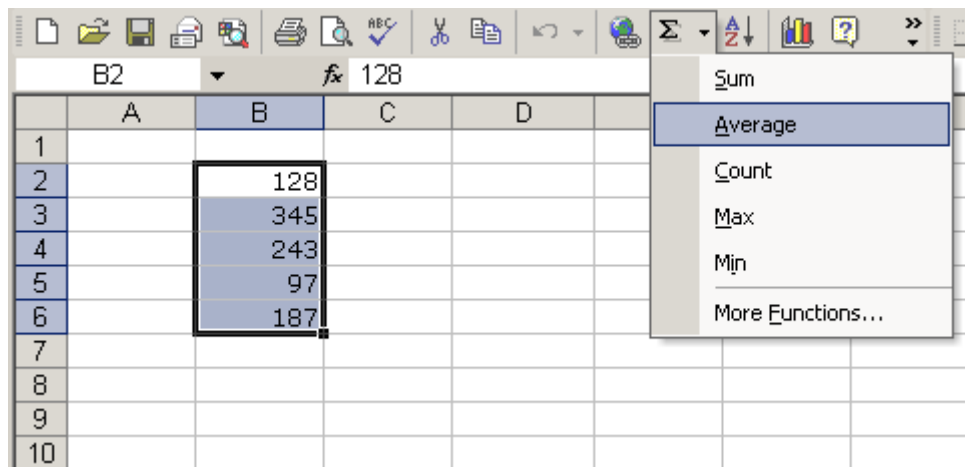 ABC Σ A Z ?
B2 fx 128
Sum
A B C D
Average
1
2 128
Count
3 345
Max
4 243
Min
5 97
6 187
More Functions...
7
8
9
10